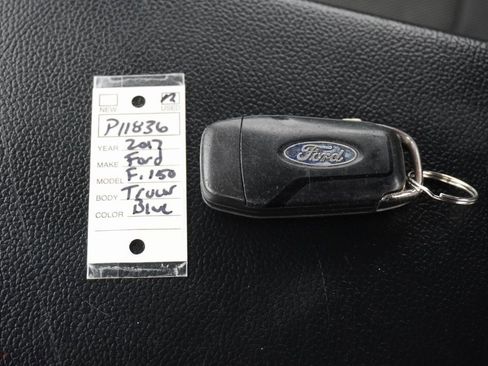 NEW USED
P11836
YEAR 2017
MAKE Ford
MODEL F-150
BODY Truck
COLOR Blue
Ford